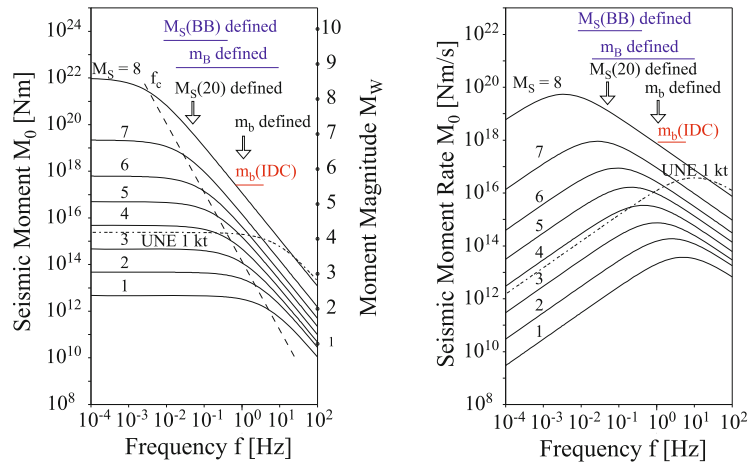 M_S(BB) defined
m_B defined
M_S = 8
f_c
M_S(20) defined
m_b defined
m_b(IDC)
7
6
5
4
UNE 1 kt
3
2
1
10^24
10^22
10^20
10^18
10^16
10^14
10^12
10^10
10^8
Seismic Moment M_0 [Nm]
10
9
8
7
6
5
4
3
2
1
Moment Magnitude M_W
10^-4 10^-3 10^-2 10^-1 10^0 10^1 10^2
Frequency f [Hz]
M_S(BB) defined
m_B defined
M_S(20) defined
M_S = 8
m_b defined
m_b(IDC)
UNE 1 kt
7
6
5
4
3
2
1
10^22
10^20
10^18
10^16
10^14
10^12
10^10
10^8
Seismic Moment Rate M_0 [Nm/s]
10^-4 10^-3 10^-2 10^-1 10^0 10^1 10^2
Frequency f [Hz]